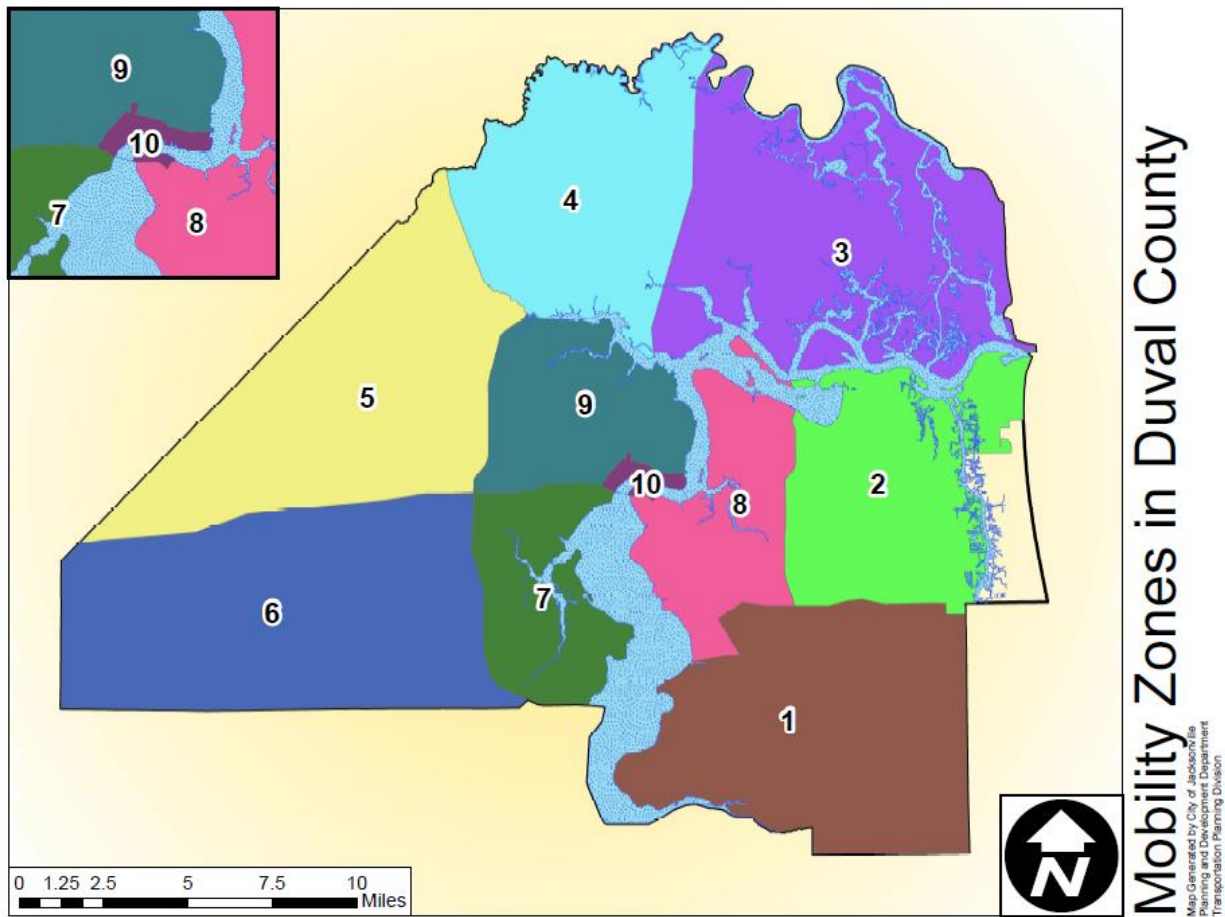 9
10
7
8
4
3
5
9
10
8
2
7
6
1
0 1.25 2.5 5 7.5 10
Miles
N
Mobility Zones in Duval County
Map Generated by City of Jacksonville
Planning and Development Department
Transportation Planning Division